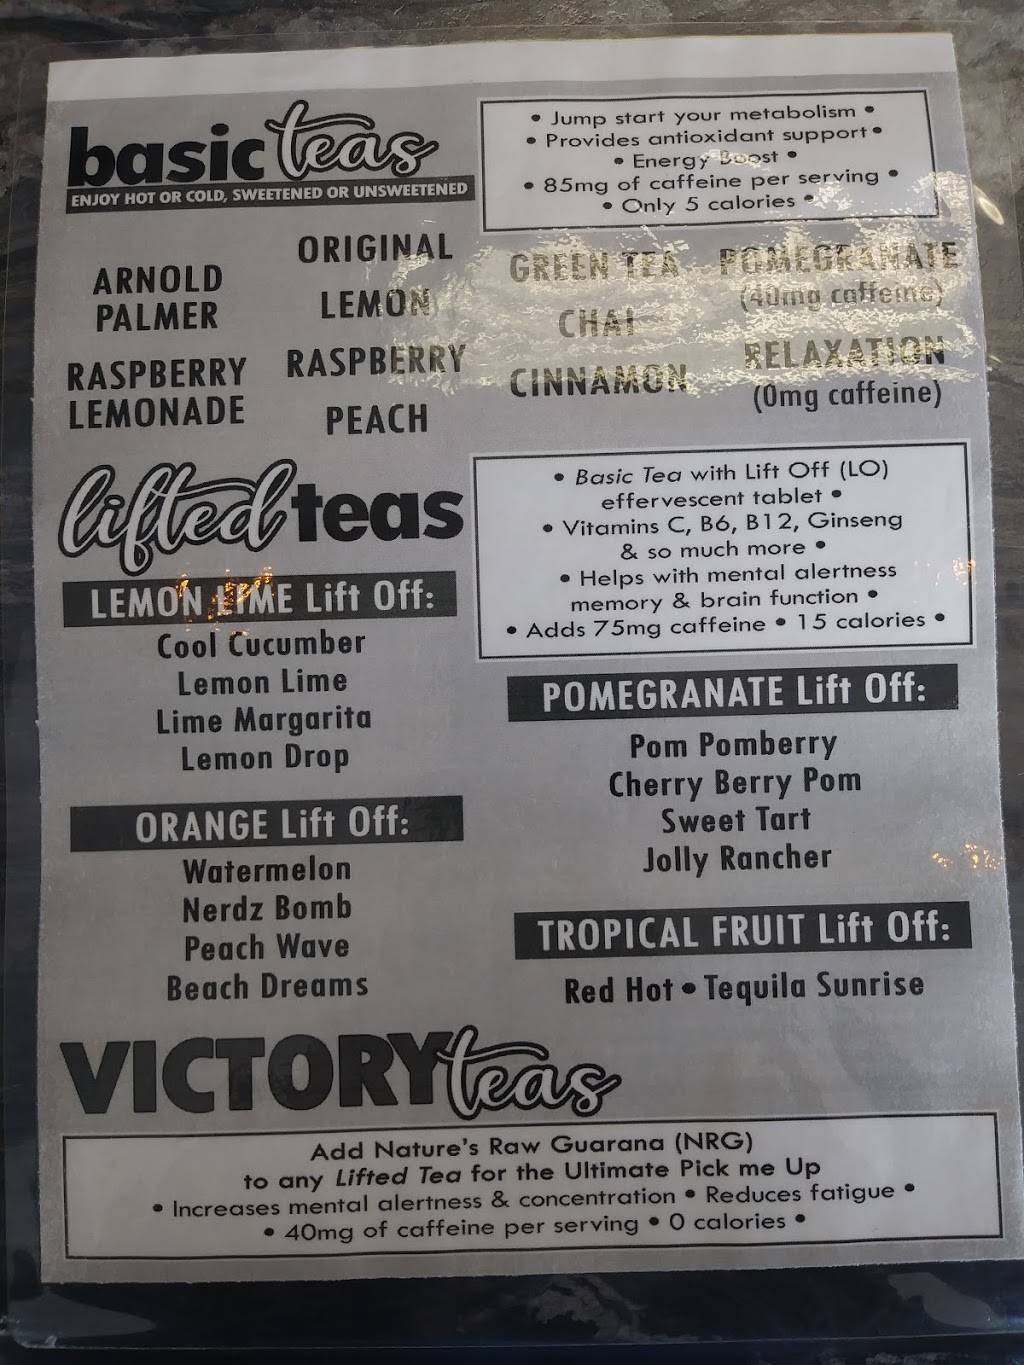 basic teas
ENJOY HOT OR COLD, SWEETENED OR UNSWEETENED
• Jump start your metabolism •
• Provides antioxidant support •
• Energy Boost •
• 85mg of caffeine per serving •
• Only 5 calories •
ARNOLD
PALMER
RASPBERRY
LEMONADE
ORIGINAL
LEMON
RASPBERRY
PEACH
GREEN TEA
CHAI
CINNAMON
POMEGRANATE
(40mg caffeine)
RELAXATION
(0mg caffeine)
lifted teas
• Basic Tea with Lift Off (LO)
effervescent tablet •
• Vitamins C, B6, B12, Ginseng
& so much more •
• Helps with mental alertness
memory & brain function •
• Adds 75mg caffeine • 15 calories •
LEMON LIME Lift Off:
Cool Cucumber
Lemon Lime
Lime Margarita
Lemon Drop
ORANGE Lift Off:
Watermelon
Nerdz Bomb
Peach Wave
Beach Dreams
POMEGRANATE Lift Off:
Pom Pomberry
Cherry Berry Pom
Sweet Tart
Jolly Rancher
TROPICAL FRUIT Lift Off:
Red Hot • Tequila Sunrise
VICTORY teas
Add Nature's Raw Guarana (NRG)
to any Lifted Tea for the Ultimate Pick me Up
• Increases mental alertness & concentration • Reduces fatigue •
• 40mg of caffeine per serving • 0 calories •